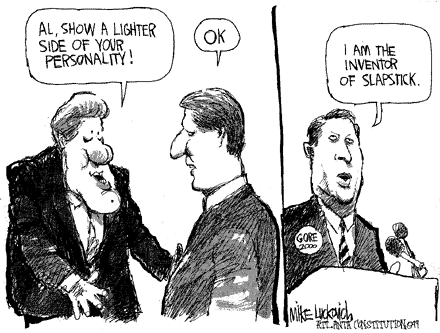 AL, SHOW A LIGHTER
SIDE OF YOUR
PERSONALITY!
OK
I AM THE
INVENTOR
OF SLAPSTICK.
GORE
2000
MIKE LUCKOVICH
ATLANTA CONSTITUTION